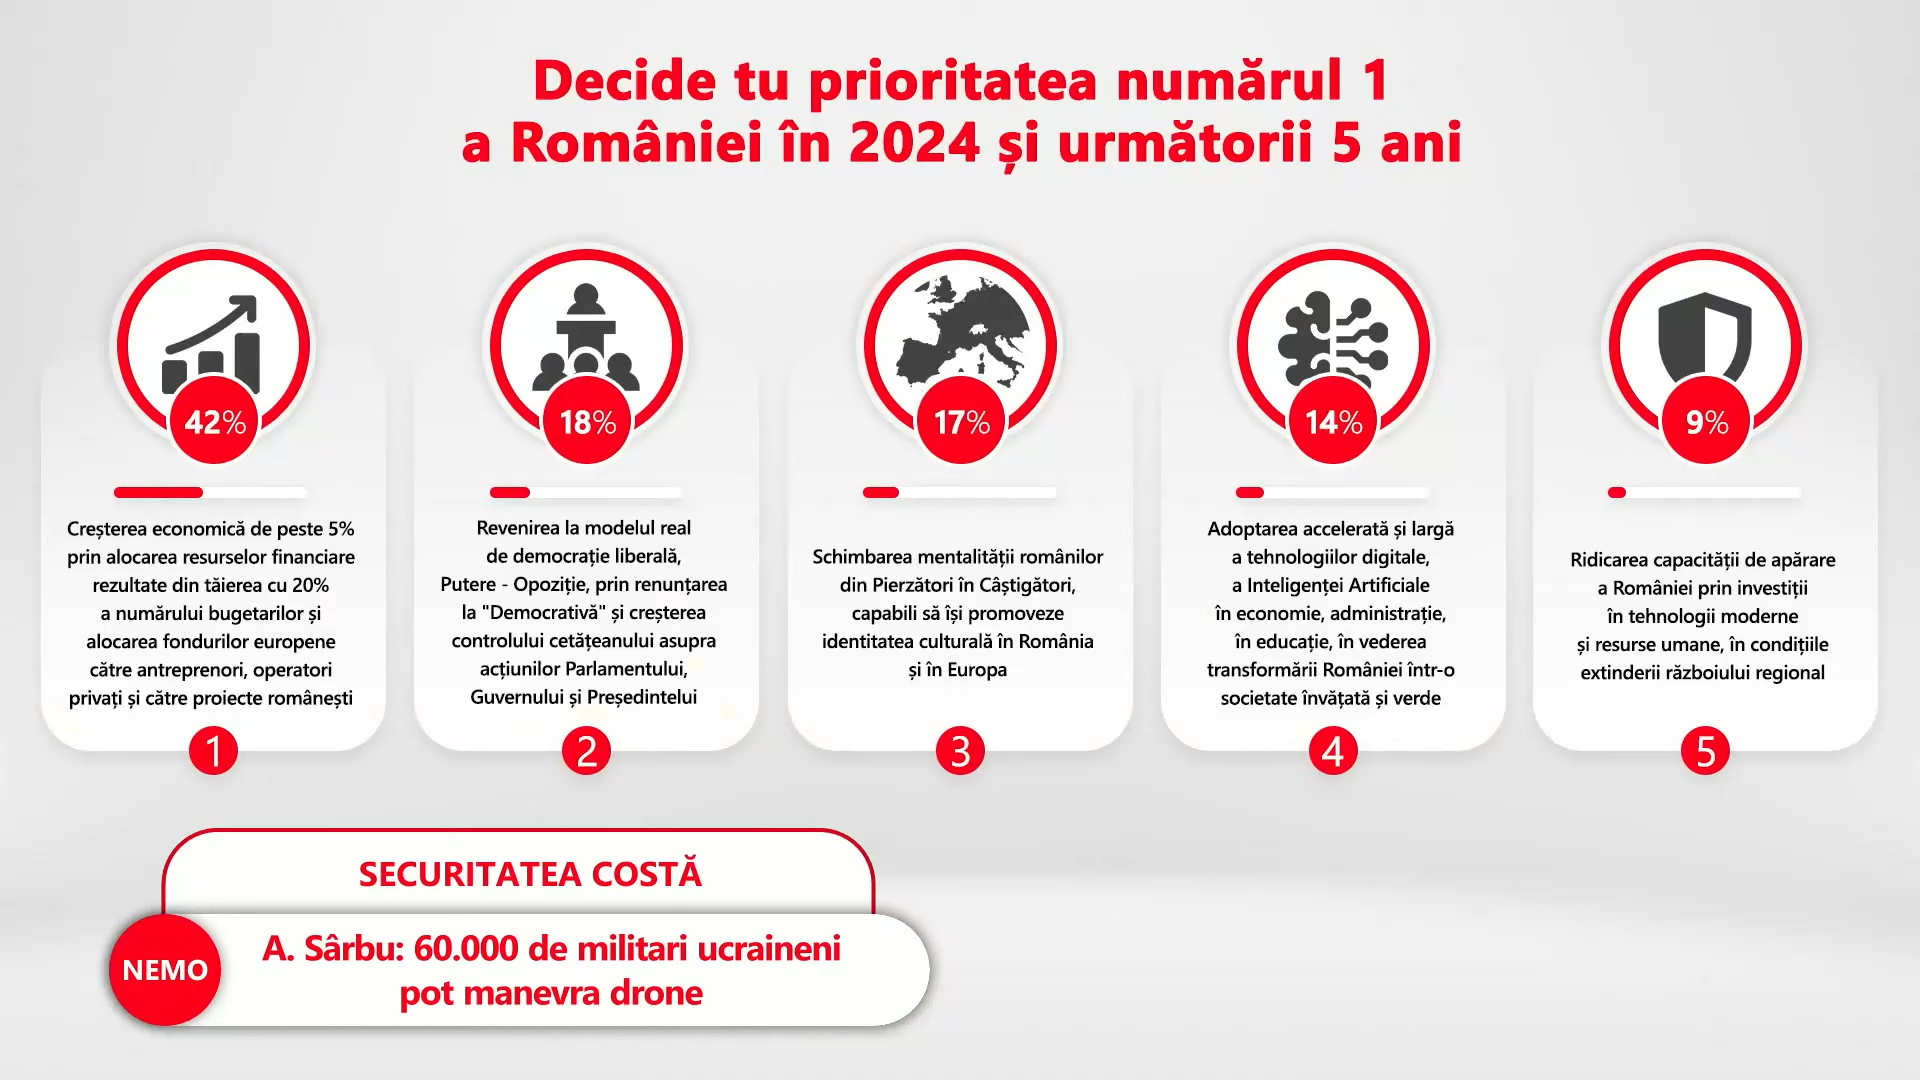 Decide tu prioritatea numărul 1
a României în 2024 și următorii 5 ani
42%
Creșterea economică de peste 5%
prin alocarea resurselor financiare
rezultate din tăierea cu 20%
a numărului bugetarilor și
alocarea fondurilor europene
către antreprenori, operatori
privați și către proiecte românești
1
18%
Revenirea la modelul real
de democrație liberală,
Putere - Opoziție, prin renunțarea
la "Democrativă" și creșterea
controlului cetățeanului asupra
acțiunilor Parlamentului,
Guvernului și Președintelui
2
17%
Schimbarea mentalității românilor
din Pierzători în Câștigători,
capabili să își promoveze
identitatea culturală în România
și în Europa
3
14%
Adoptarea accelerată și largă
a tehnologiilor digitale,
a Inteligenței Artificiale
în economie, administrație,
în educație, în vederea
transformării României într-o
societate învățată și verde
4
9%
Ridicarea capacității de apărare
a României prin investiții
în tehnologii moderne
și resurse umane, în condițiile
extinderii războiului regional
5
SECURITATEA COSTĂ
NEMO
A. Sârbu: 60.000 de militari ucraineni
pot manevra drone